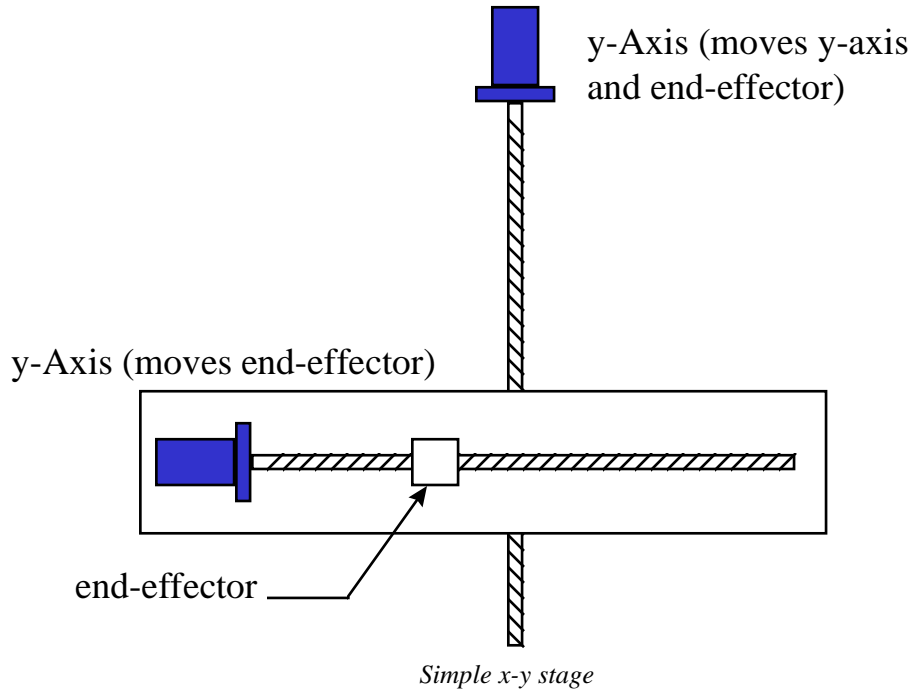 y-Axis (moves y-axis
and end-effector)
y-Axis (moves end-effector)
end-effector
Simple x-y stage